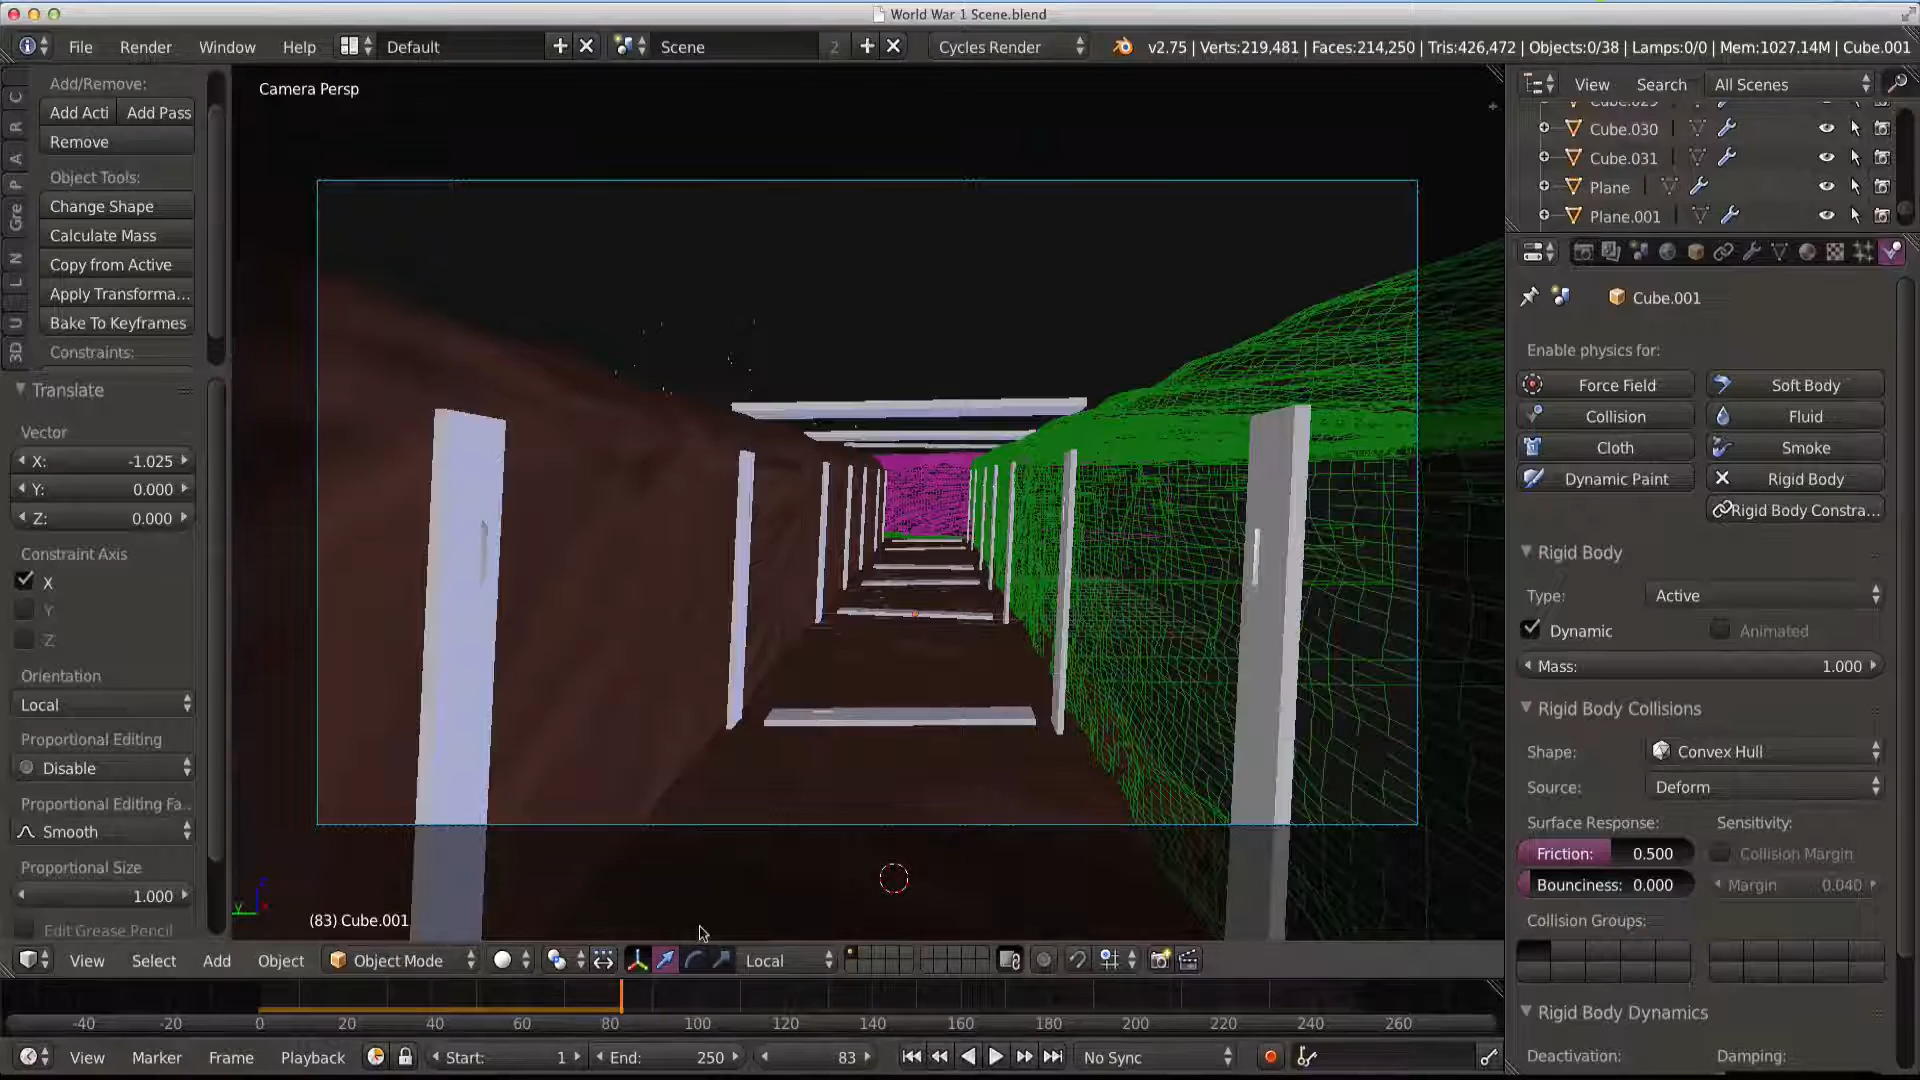 World War 1 Scene.blend
File Render Window Help Default Scene 2 Cycles Render v2.75 | Verts:219,481 | Faces:214,250 | Tris:426,472 | Objects:0/38 | Lamps:0/0 | Mem:1027.14M | Cube.001
Add/Remove:
Add Acti Add Pass
Remove
Object Tools:
Change Shape
Calculate Mass
Copy from Active
Apply Transforma...
Bake To Keyframes
Constraints:
C
R
A
P
Gre
N
L
U
3D
Translate
Vector
X: -1.025
Y: 0.000
Z: 0.000
Constraint Axis
X
Y
Z
Orientation
Local
Proportional Editing
Disable
Proportional Editing Fa..
Smooth
Proportional Size
1.000
Edit Grease Pencil
Camera Persp
(83) Cube.001
View Search All Scenes
Cube.029
Cube.030
Cube.031
Plane
Plane.001
Cube.001
Enable physics for:
Force Field Soft Body
Collision Fluid
Cloth Smoke
Dynamic Paint Rigid Body
Rigid Body Constra...
Rigid Body
Type: Active
Dynamic Animated
Mass: 1.000
Rigid Body Collisions
Shape: Convex Hull
Source: Deform
Surface Response: Sensitivity:
Friction: 0.500 Collision Margin
Bounciness: 0.000 Margin 0.040
Collision Groups:
Rigid Body Dynamics
Deactivation: Damping:
View Select Add Object Object Mode Local
-40 -20 0 20 40 60 80 100 120 140 160 180 200 220 240 260
View Marker Frame Playback Start: 1 End: 250 83 No Sync